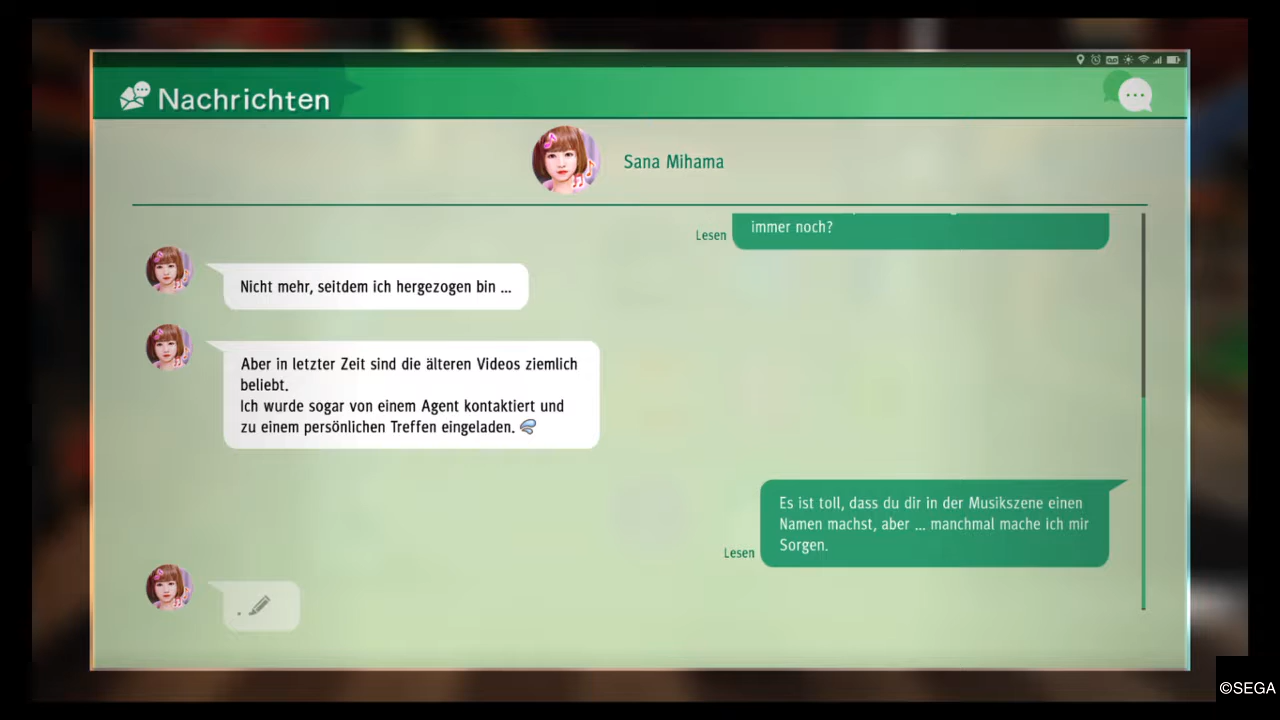 Nachrichten
Sana Mihama
immer noch?
Lesen
Nicht mehr, seitdem ich hergezogen bin ...
Aber in letzter Zeit sind die älteren Videos ziemlich
beliebt.
Ich wurde sogar von einem Agent kontaktiert und
zu einem persönlichen Treffen eingeladen.
Es ist toll, dass du dir in der Musikszene einen
Namen machst, aber ... manchmal mache ich mir
Sorgen.
Lesen
©SEGA